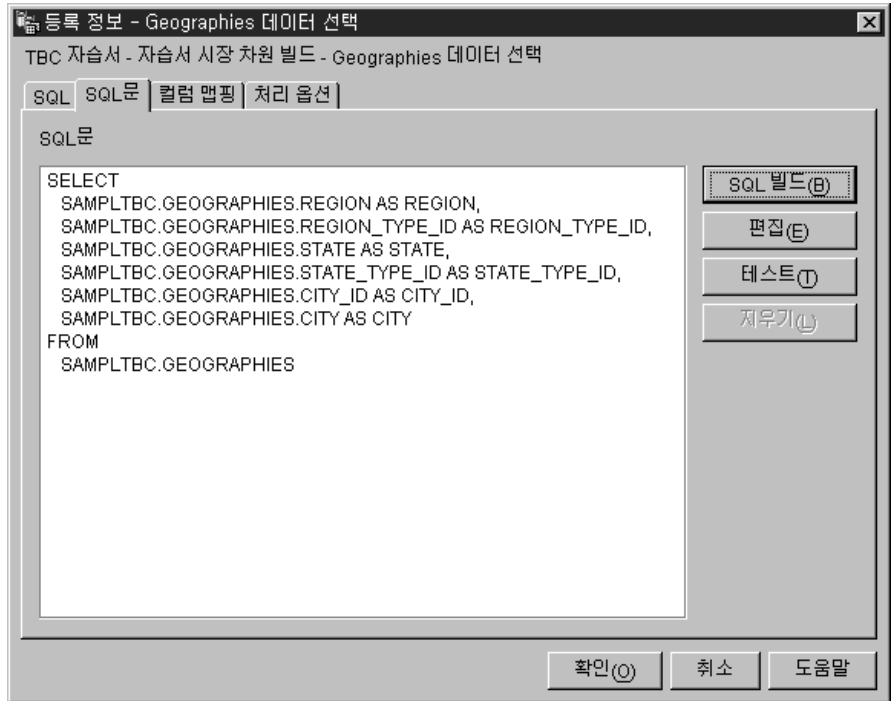 등록 정보 - Geographies 데이터 선택
TBC 자습서 - 자습서 시장 차원 빌드 - Geographies 데이터 선택
SQL SQL문 컬럼 맵핑 처리 옵션
SQL문
SELECT
SAMPLTBC.GEOGRAPHIES.REGION AS REGION,
SAMPLTBC.GEOGRAPHIES.REGION_TYPE_ID AS REGION_TYPE_ID,
SAMPLTBC.GEOGRAPHIES.STATE AS STATE,
SAMPLTBC.GEOGRAPHIES.STATE_TYPE_ID AS STATE_TYPE_ID,
SAMPLTBC.GEOGRAPHIES.CITY_ID AS CITY_ID,
SAMPLTBC.GEOGRAPHIES.CITY AS CITY
FROM
SAMPLTBC.GEOGRAPHIES
SQL 빌드(B)
편집(E)
테스트(T)
지우기(L)
확인(O) 취소 도움말